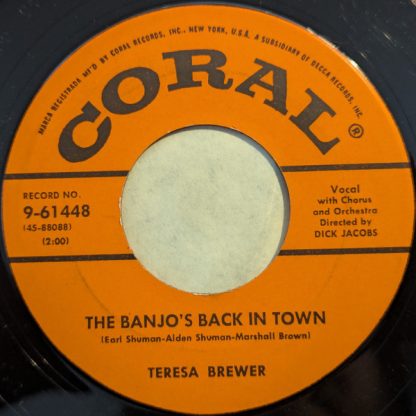 MARCA REGISTRADA MF'D BY CORAL RECORDS, INC., NEW YORK, U.S.A. A SUBSIDIARY OF DECCA RECORDS, INC.
CORAL®
RECORD NO.
9-61448
(45-88088)
(2:00)
Vocal
with Chorus
and Orchestra
Directed by
DICK JACOBS
THE BANJO'S BACK IN TOWN
(Earl Shuman-Alden Shuman-Marshall Brown)
TERESA BREWER